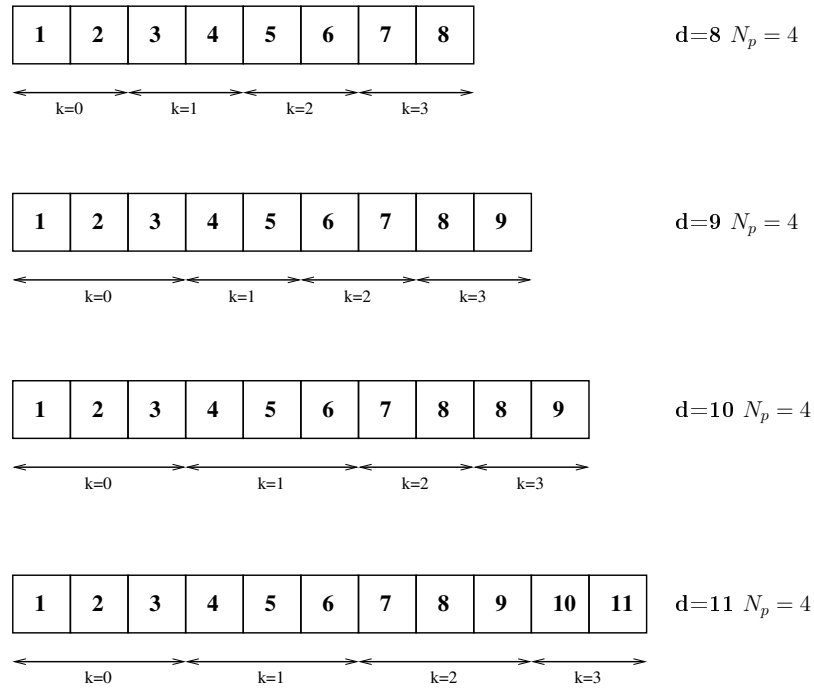 1 2 3 4 5 6 7 8 d=8 N_p = 4
k=0 k=1 k=2 k=3
1 2 3 4 5 6 7 8 9 d=9 N_p = 4
k=0 k=1 k=2 k=3
1 2 3 4 5 6 7 8 8 9 d=10 N_p = 4
k=0 k=1 k=2 k=3
1 2 3 4 5 6 7 8 9 10 11 d=11 N_p = 4
k=0 k=1 k=2 k=3